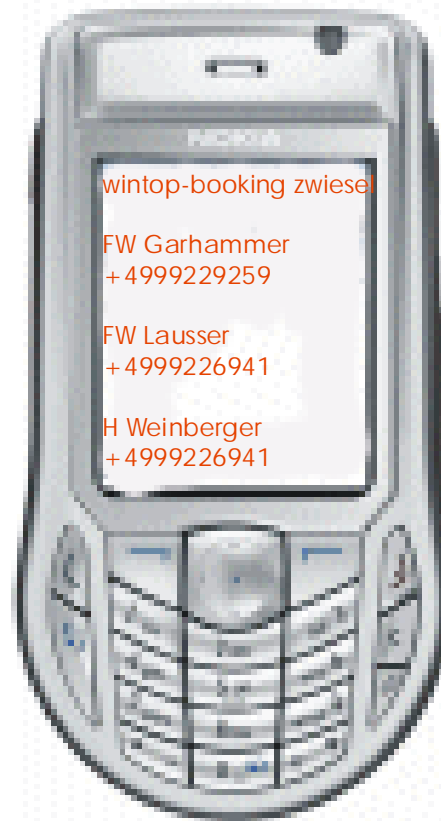 wintop-booking zwiesel
FW Garhammer
+4999229259
FW Lausser
+4999226941
H Weinberger
+4999226941